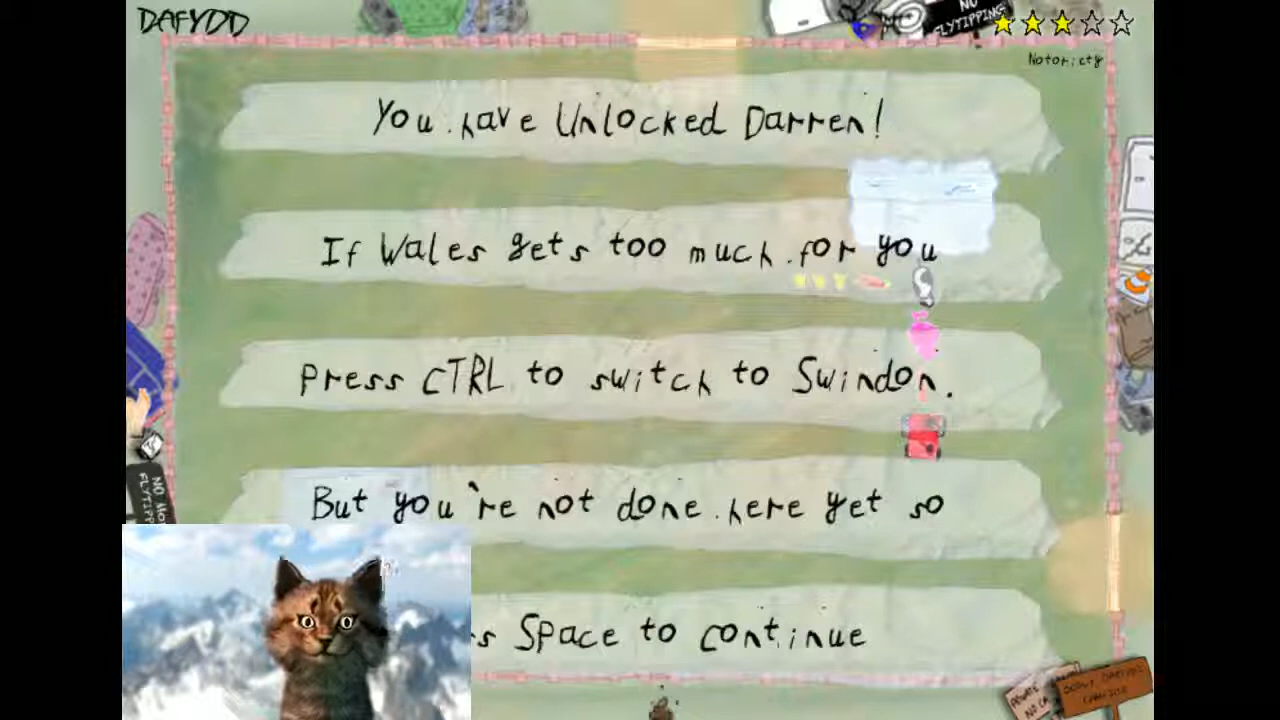 DAFYDD
NO
FLYTIPPING
Notoriety
You have Unlocked Darren!
If Wales gets too much for you
Press CTRL to switch to Swindon.
But you're not done here yet so
s Space to continue
NO